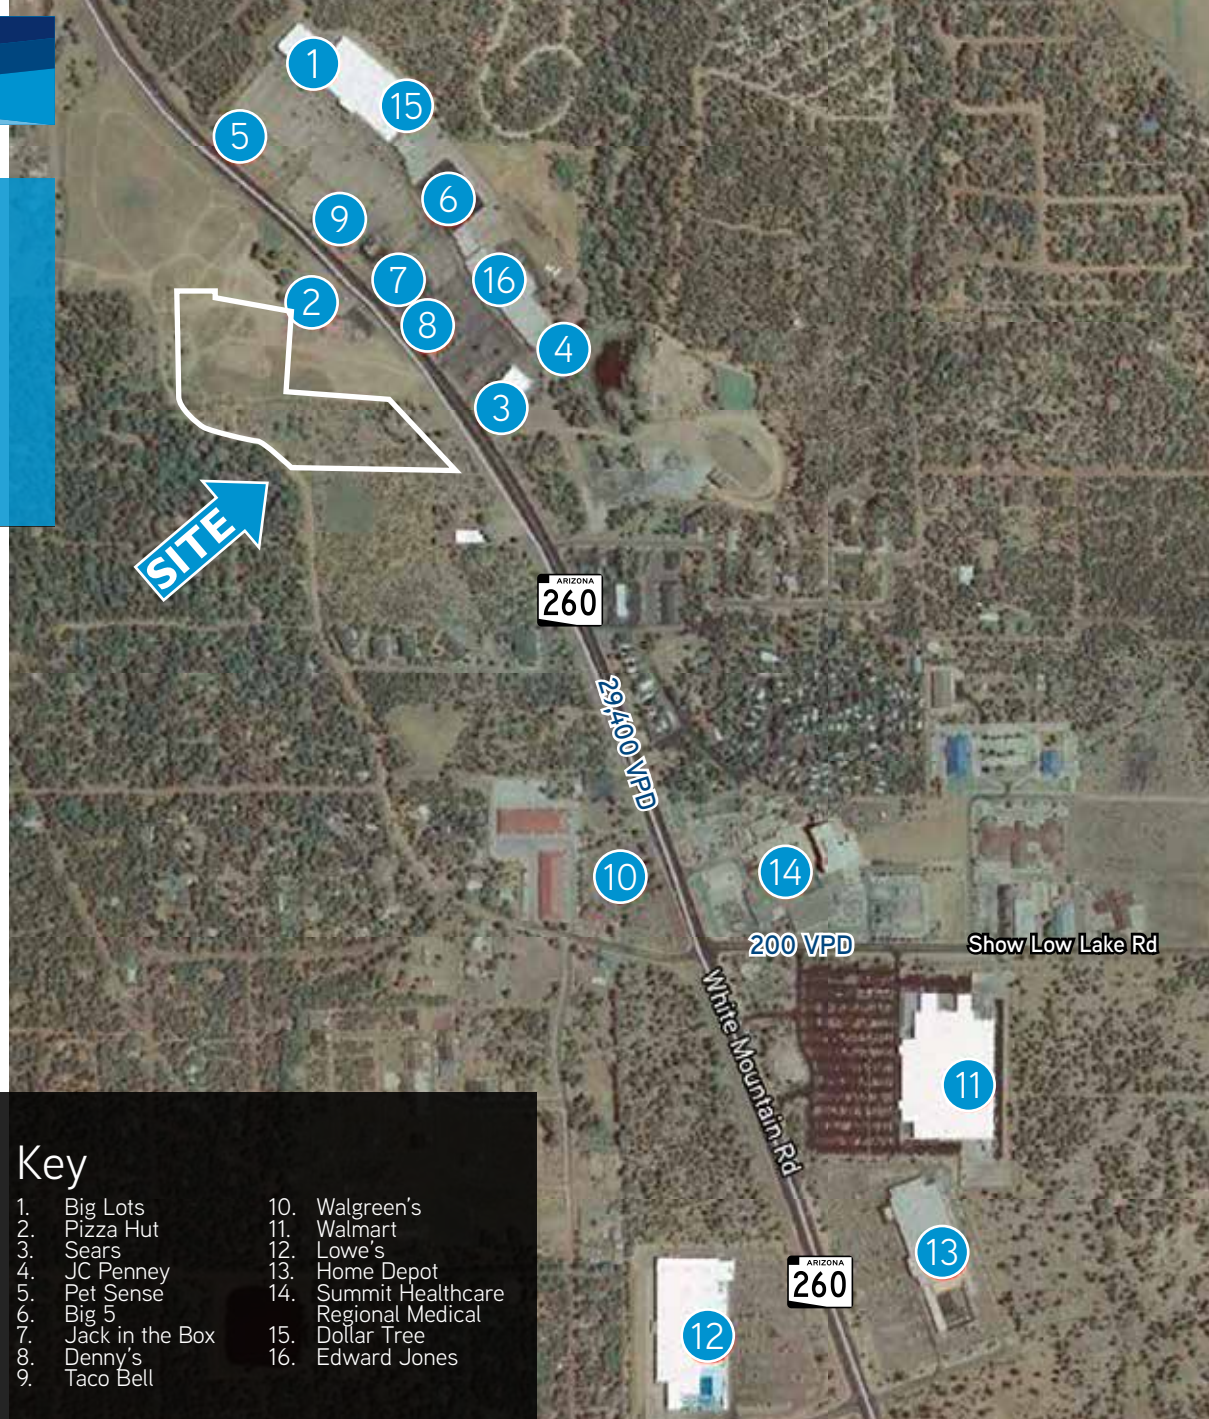 1
15
5
6
9
7
16
2
8
4
3
SITE
ARIZONA
260
29,400 VPD
10
14
200 VPD
Show Low Lake Rd
White Mountain Rd
11
13
ARIZONA
260
12
Key
1. Big Lots
2. Pizza Hut
3. Sears
4. JC Penney
5. Pet Sense
6. Big 5
7. Jack in the Box
8. Denny's
9. Taco Bell
10. Walgreen's
11. Walmart
12. Lowe's
13. Home Depot
14. Summit Healthcare
Regional Medical
15. Dollar Tree
16. Edward Jones